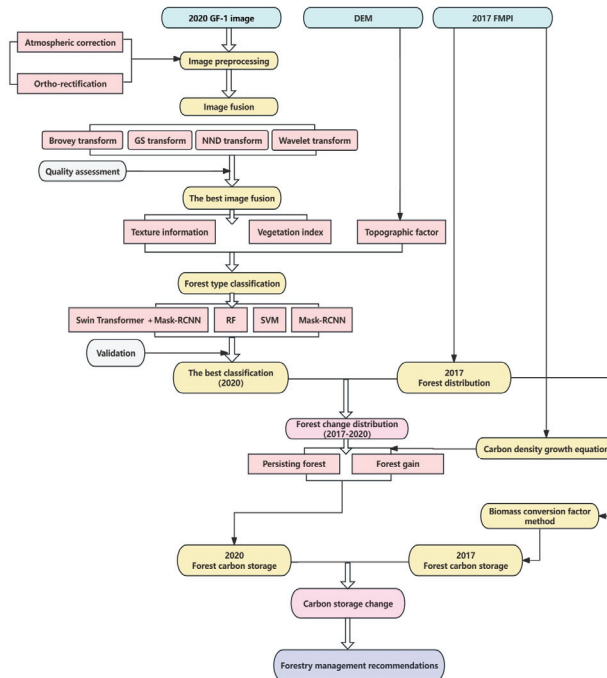 2020 GF-1 image
DEM
2017 FMPI
Atmospheric correction
Image preprocessing
Ortho-rectification
Image fusion
Brovey transform
GS transform
NND transform
Wavelet transform
Quality assessment
The best image fusion
Texture information
Vegetation index
Topographic factor
Forest type classification
Swin Transformer + Mask-RCNN
RF
SVM
Mask-RCNN
Validation
The best classification
(2020)
2017
Forest distribution
Forest change distribution
(2017-2020)
Carbon density growth equation
Persisting forest
Forest gain
Biomass conversion factor
method
2020
Forest carbon storage
2017
Forest carbon storage
Carbon storage change
Forestry management recommendations